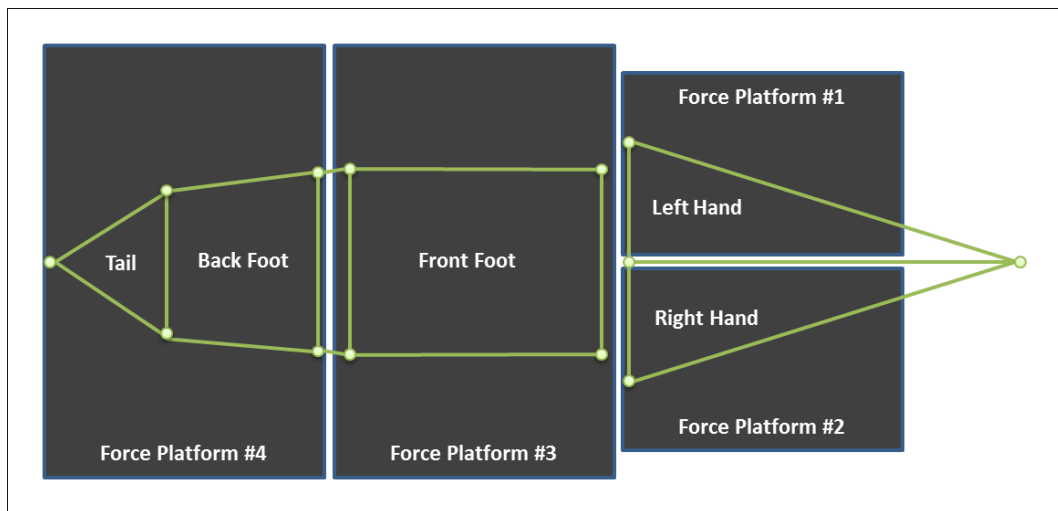 Force Platform #1
Left Hand
Tail
Back Foot
Front Foot
Right Hand
Force Platform #2
Force Platform #4
Force Platform #3